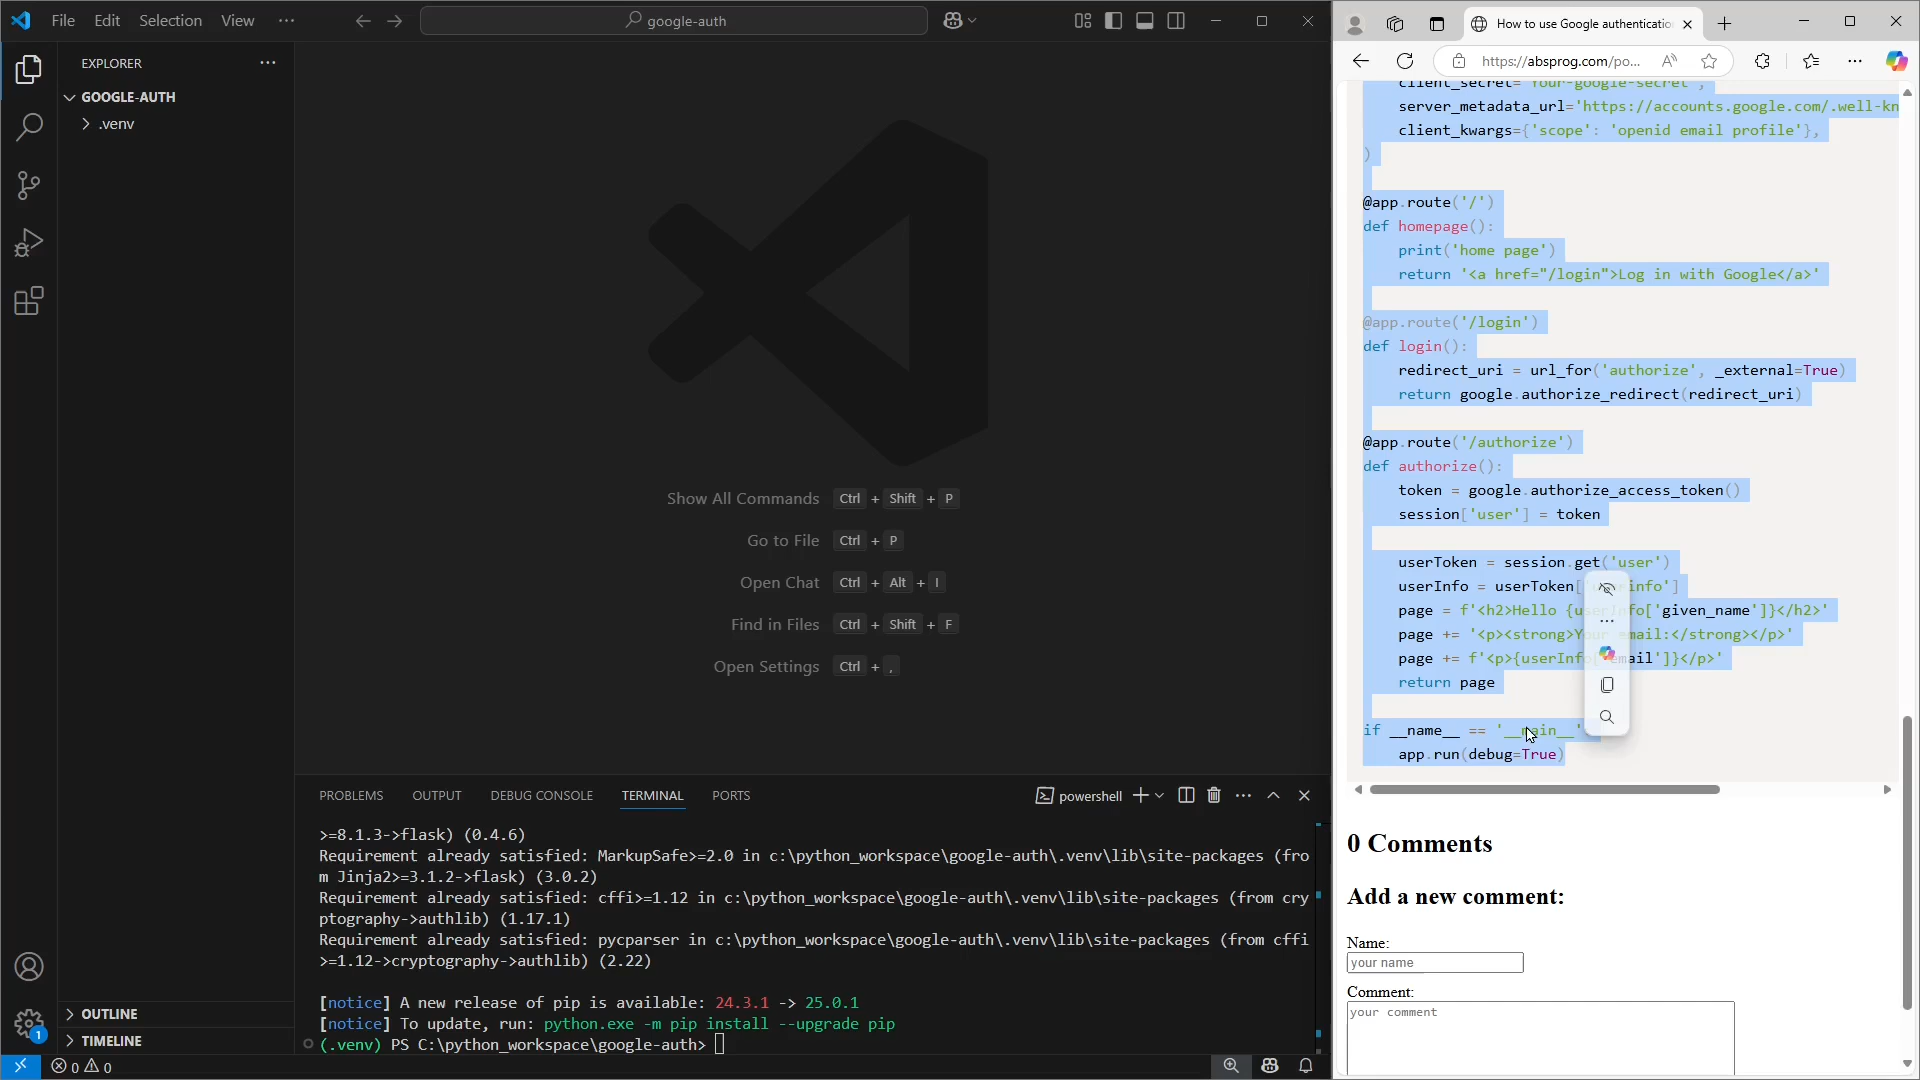 File Edit Selection View
google-auth
EXPLORER
GOOGLE-AUTH
.venv
Show All Commands Ctrl + Shift + P
Go to File Ctrl + P
Open Chat Ctrl + Alt + I
Find in Files Ctrl + Shift + F
Open Settings Ctrl + ,
PROBLEMS OUTPUT DEBUG CONSOLE TERMINAL PORTS
powershell
>=8.1.3->flask) (0.4.6)
Requirement already satisfied: MarkupSafe>=2.0 in c:\python_workspace\google-auth\.venv\lib\site-packages (fro
m Jinja2>=3.1.2->flask) (3.0.2)
Requirement already satisfied: cffi>=1.12 in c:\python_workspace\google-auth\.venv\lib\site-packages (from cry
ptography->authlib) (1.17.1)
Requirement already satisfied: pycparser in c:\python_workspace\google-auth\.venv\lib\site-packages (from cffi
>=1.12->cryptography->authlib) (2.22)
[notice] A new release of pip is available: 24.3.1 -> 25.0.1
[notice] To update, run: python.exe -m pip install --upgrade pip
(.venv) PS C:\python_workspace\google-auth>
OUTLINE
TIMELINE
1
0 0
How to use Google authenticatio
https://absprog.com/po...
client_secret='Your-google-secret',
server_metadata_url='https://accounts.google.com/.well-kn
client_kwargs={'scope': 'openid email profile'},
)
@app.route('/')
def homepage():
print('home page')
return '<a href="/login">Log in with Google</a>'
@app.route('/login')
def login():
redirect_uri = url_for('authorize', _external=True)
return google.authorize_redirect(redirect_uri)
@app.route('/authorize')
def authorize():
token = google.authorize_access_token()
session['user'] = token
userToken = session.get('user')
userInfo = userToken['userinfo']
page = f'<h2>Hello {userInfo['given_name']}</h2>'
page += '<p><strong>Your email:</strong></p>'
page += f'<p>{userInfo['email']}</p>'
return page
if __name__ == '__main__'
app.run(debug=True)
0 Comments
Add a new comment:
Name:
your name
Comment:
your comment